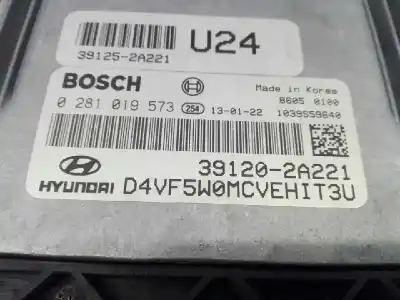 39125-2A221
U24
BOSCH
Made in Korea
0 281 019 573 254 13-01-22
8605 0100
1039S59840
39120-2A221
HYUNDAI D4VF5W0MCVEHIT3U